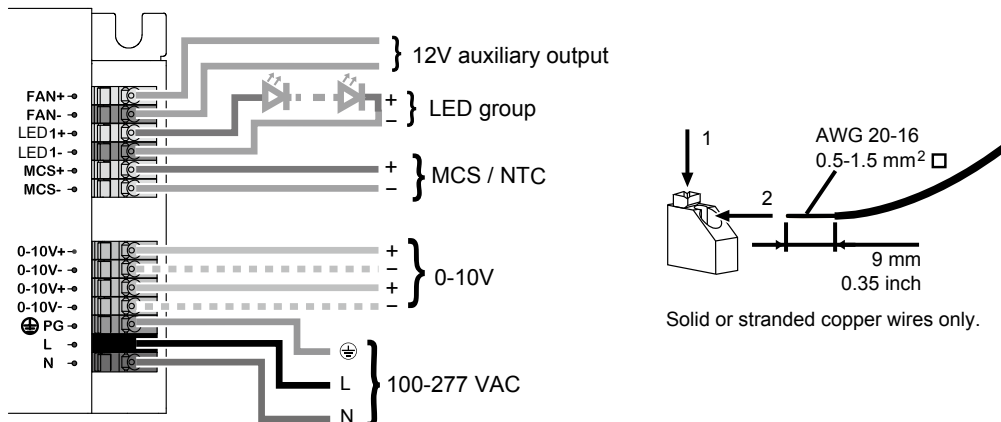 FAN+
FAN-
LED1+
LED1-
MCS+
MCS-
0-10V+
0-10V-
0-10V+
0-10V-
PG
L
N
12V auxiliary output
+
−
LED group
+
−
MCS / NTC
+
−
+
−
0-10V
L
N
100-277 VAC
1
2
AWG 20-16
0.5-1.5 mm²
9 mm
0.35 inch
Solid or stranded copper wires only.